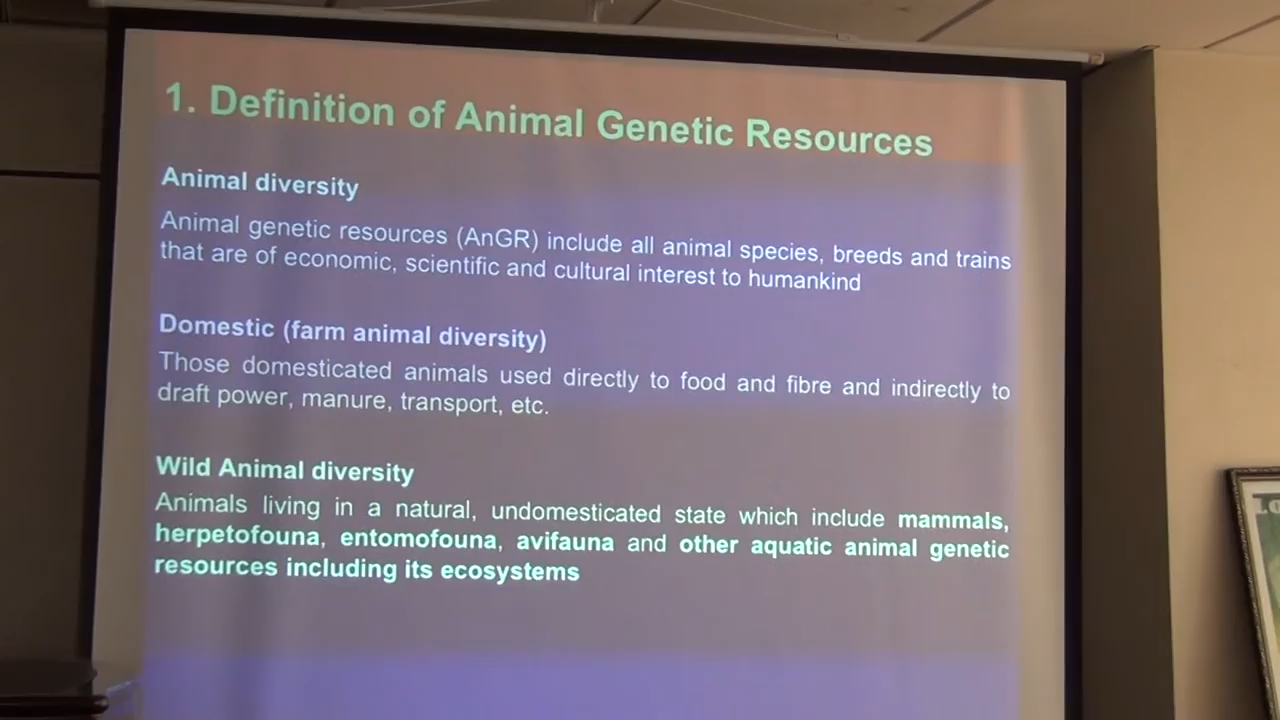 1. Definition of Animal Genetic Resources
Animal diversity
Animal genetic resources (AnGR) include all animal species, breeds and trains
that are of economic, scientific and cultural interest to humankind
Domestic (farm animal diversity)
Those domesticated animals used directly to food and fibre and indirectly to
draft power, manure, transport, etc.
Wild Animal diversity
Animals living in a natural, undomesticated state which include mammals,
herpetofouna, entomofouna, avifauna and other aquatic animal genetic
resources including its ecosystems